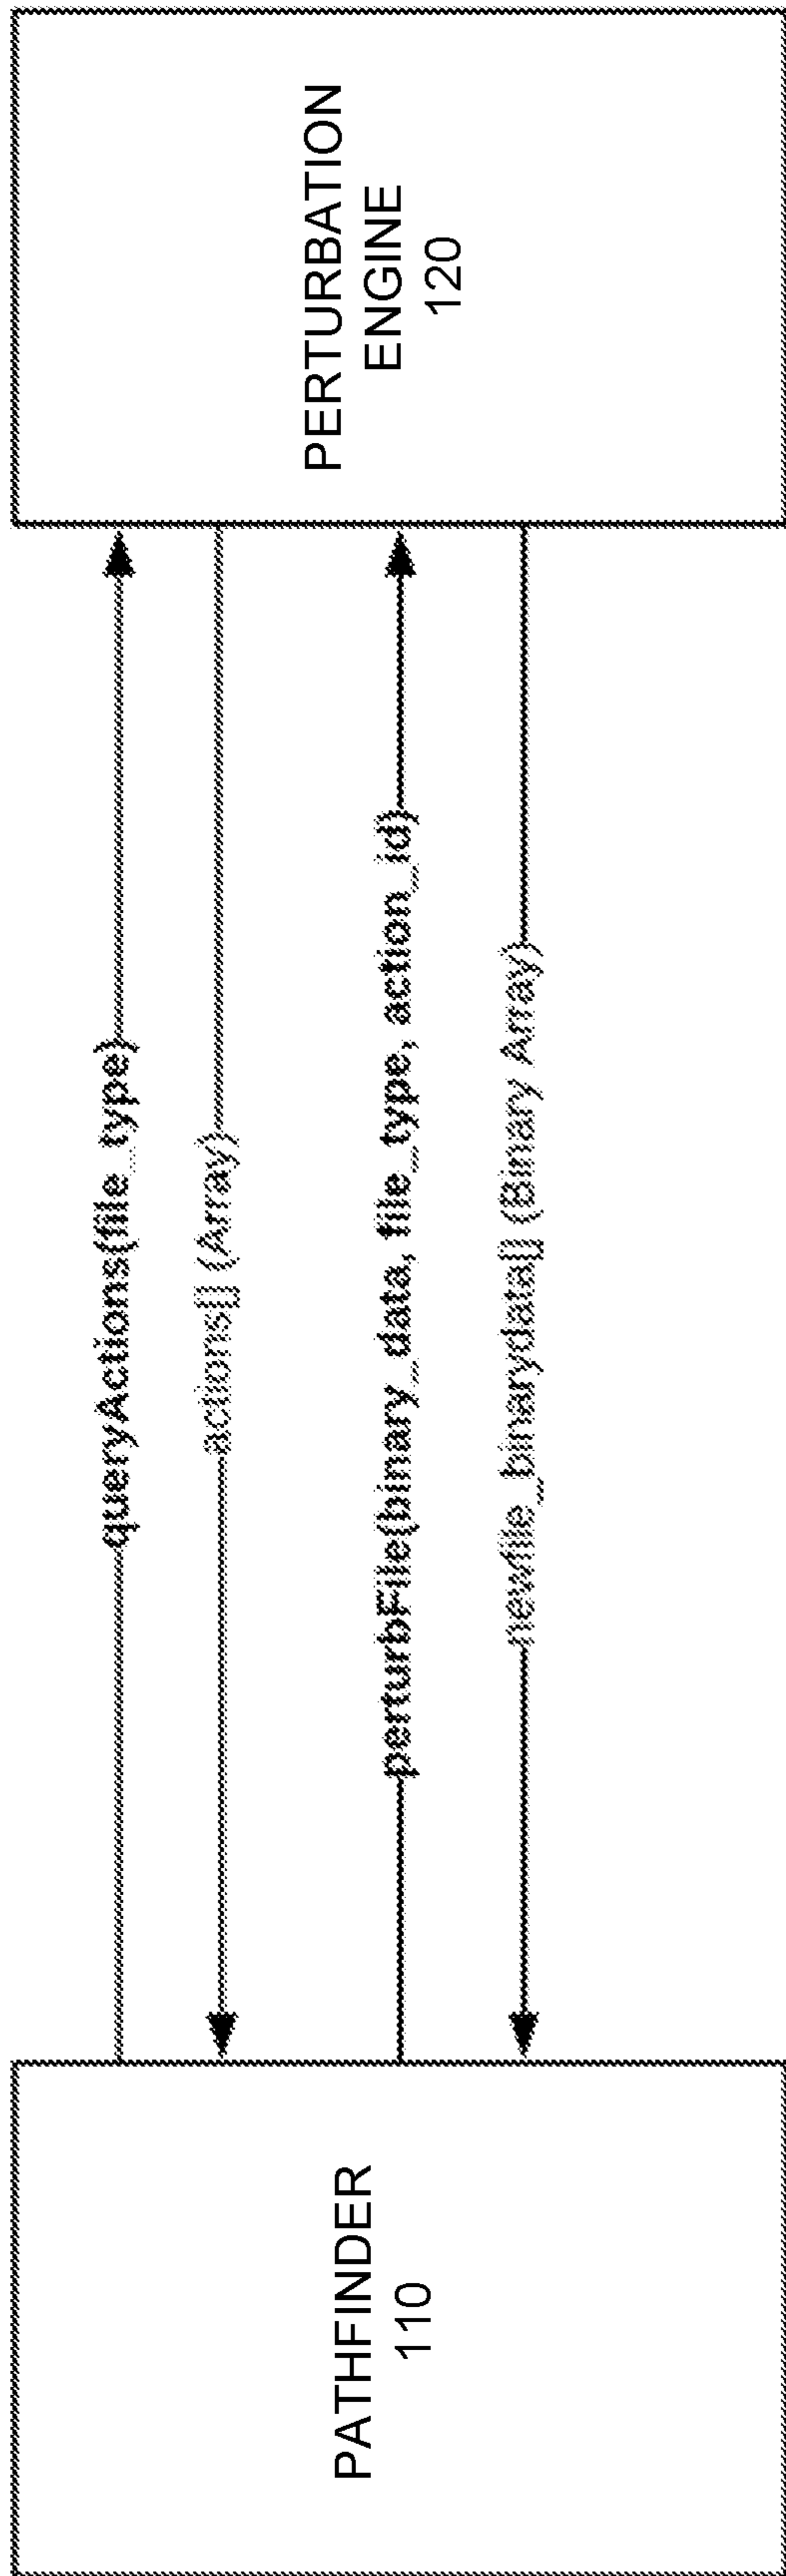 PATHFINDER
110
queryActions(file_type)
actions[] (Array)
perturbFile(binary_data, file_type, action_id)
newfile_binarydata[] (Binary Array)
PERTURBATION
ENGINE
120